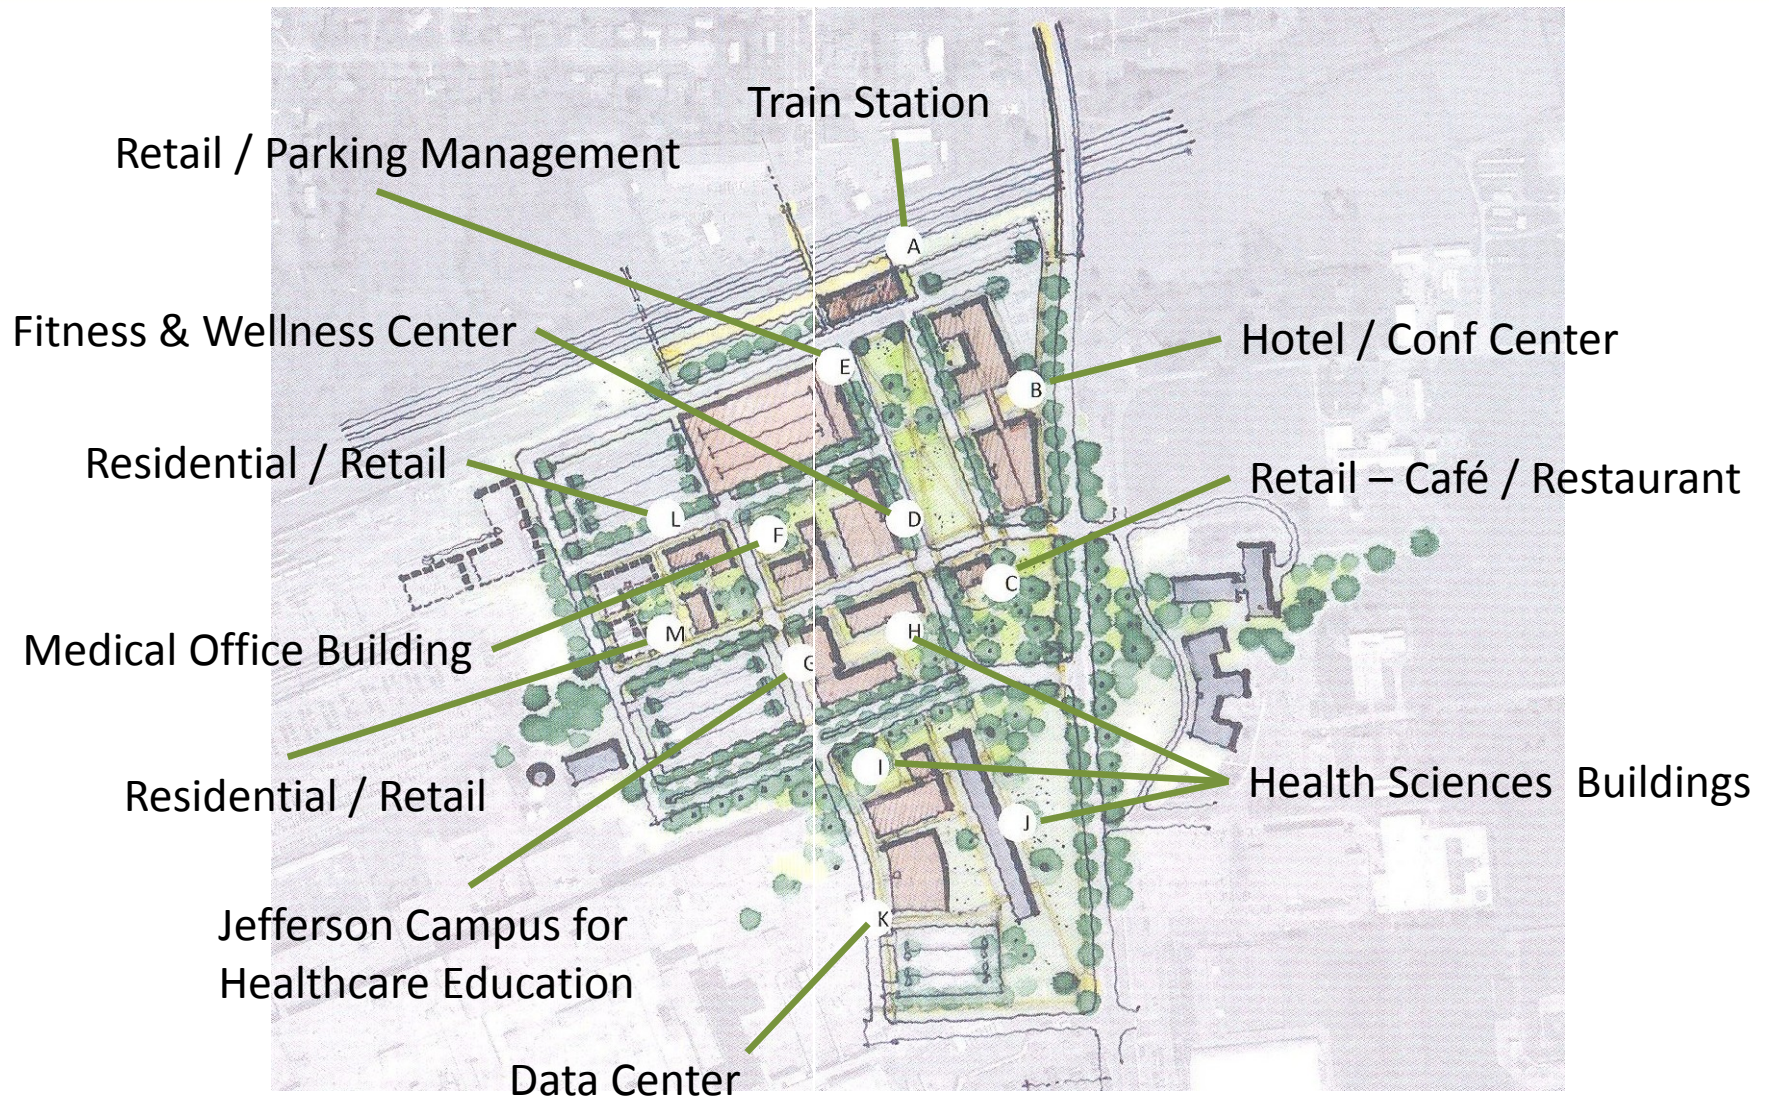 Train Station
Retail / Parking Management
A
Fitness & Wellness Center
Hotel / Conf Center
E
B
Residential / Retail
Retail – Café / Restaurant
L
D
F
C
Medical Office Building
M
H
G
I
Health Sciences Buildings
Residential / Retail
J
Jefferson Campus for
Healthcare Education
K
Data Center